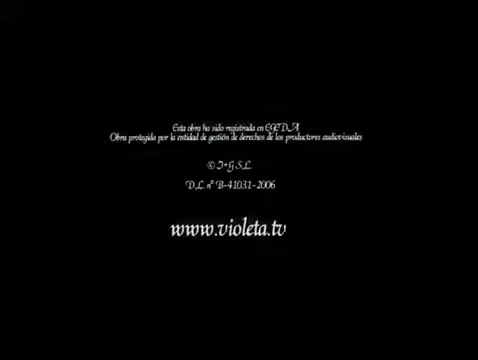 Esta obra ha sido registrada en EGEDA
Obra protegida por la entidad de gestión de derechos de los productores audiovisuales
© I+G S.L.
D.L. nº B-41031-2006
www.violeta.tv